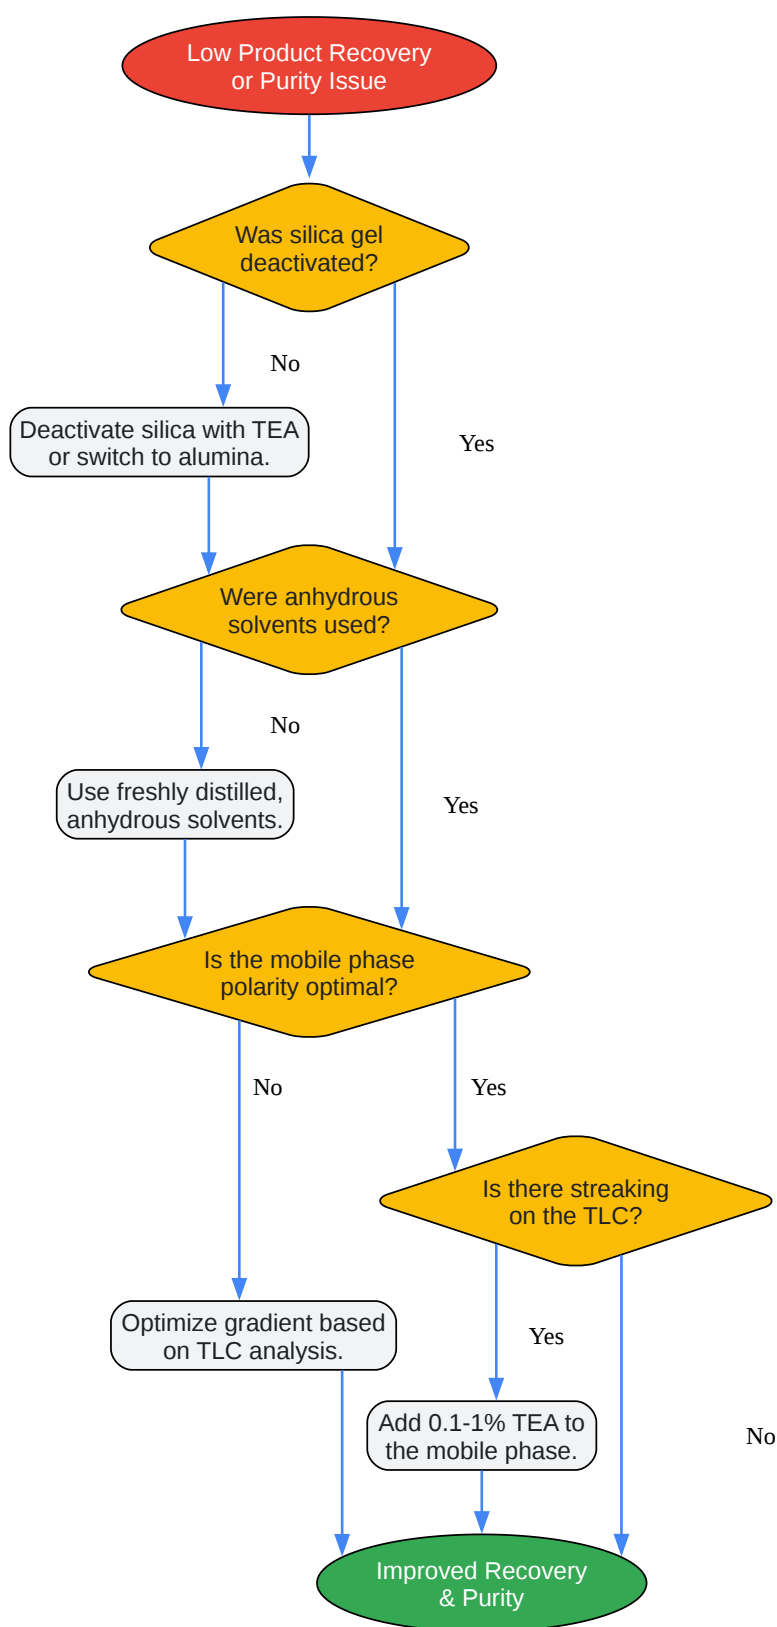 Low Product Recovery
or Purity Issue
Was silica gel
deactivated?
No
Deactivate silica with TEA
or switch to alumina.
Yes
Were anhydrous
solvents used?
No
Use freshly distilled,
anhydrous solvents.
Yes
Is the mobile phase
polarity optimal?
No
Yes
Is there streaking
on the TLC?
Optimize gradient based
on TLC analysis.
Yes
Add 0.1-1% TEA to
the mobile phase.
No
Improved Recovery
& Purity